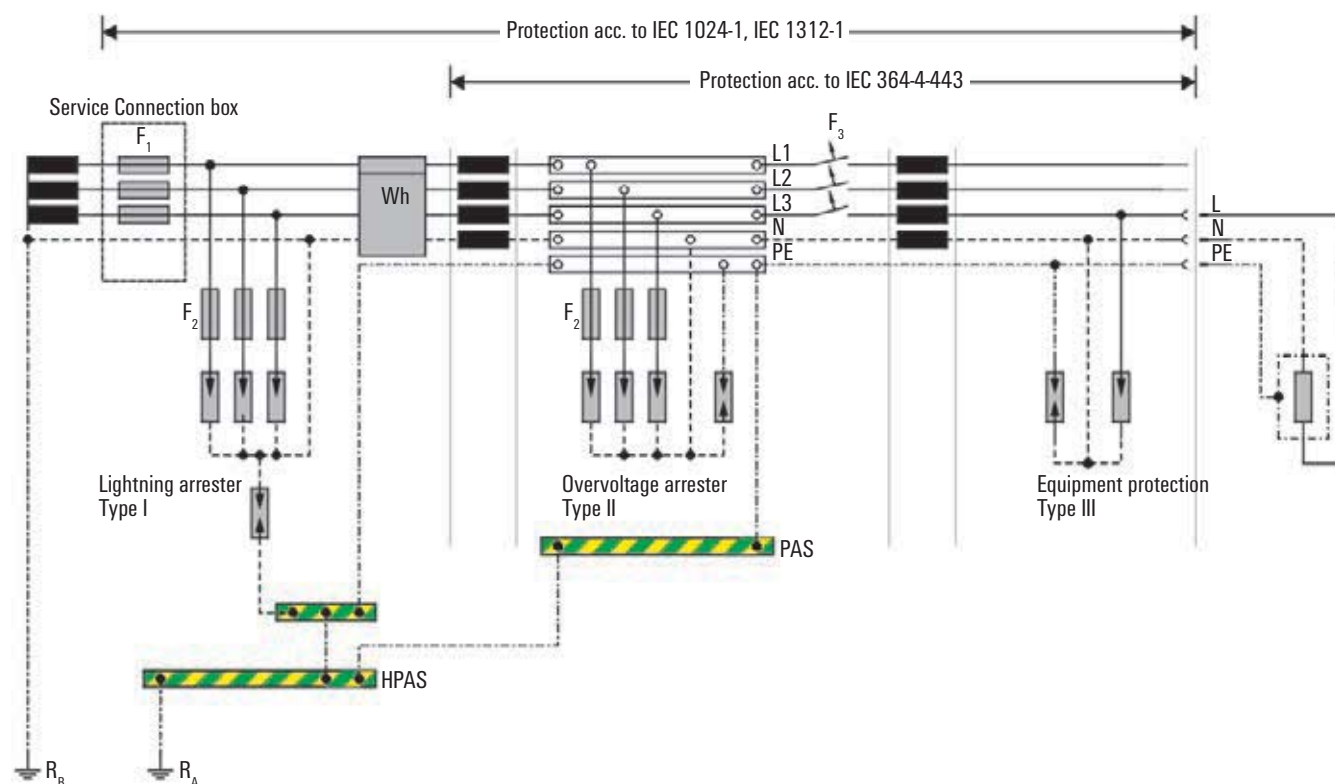 Protection acc. to IEC 1024-1, IEC 1312-1
Protection acc. to IEC 364-4-443
Service Connection box
F1
F3
L1
L2
L3
N
PE
Wh
L
N
PE
F2
F2
Lightning arrester
Type I
Overvoltage arrester
Type II
Equipment protection
Type III
PAS
HPAS
RB
RA